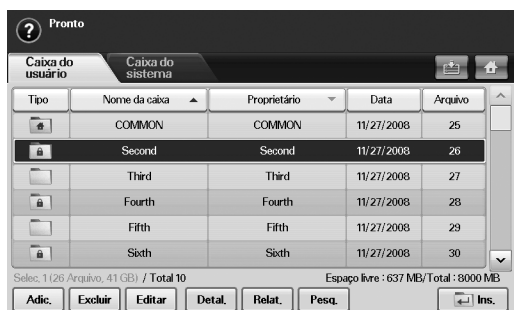 Pronto
Caixa do usuário
Caixa do sistema
Tipo Nome da caixa Proprietário Data Arquivo
COMMON COMMON 11/27/2008 25
Second Second 11/27/2008 26
Third Third 11/27/2008 27
Fourth Fourth 11/27/2008 28
Fifth Fifth 11/27/2008 29
Sixth Sixth 11/27/2008 30
Selec. 1 (26 Arquivo, 41 GB) / Total 10 Espaço livre : 637 MB/Total : 8000 MB
Adic. Excluir Editar Detal. Relat. Pesq. Ins.